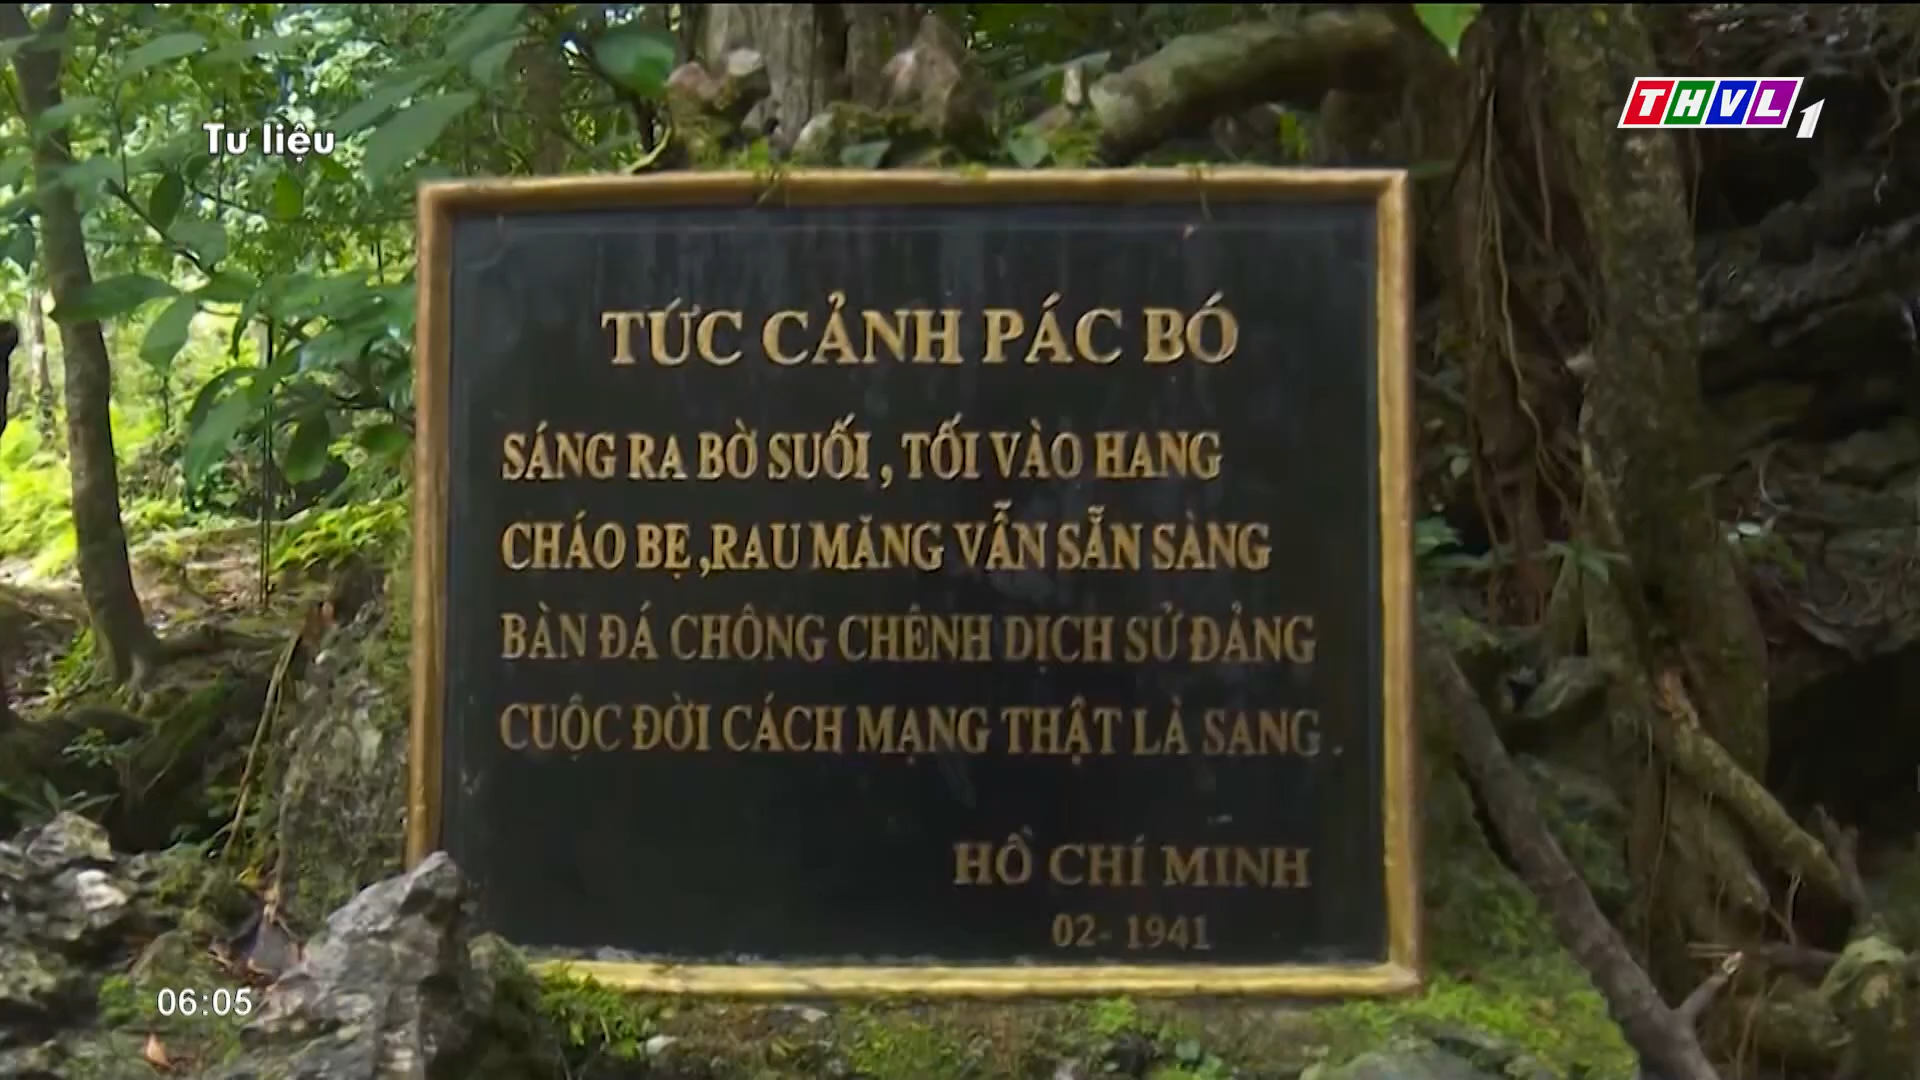 THVL1
Tư liệu
TỨC CẢNH PÁC BÓ
SÁNG RA BỜ SUỐI , TỐI VÀO HANG
CHÁO BẸ ,RAU MĂNG VẪN SẴN SÀNG
BÀN ĐÁ CHÔNG CHÊNH DỊCH SỬ ĐẢNG
CUỘC ĐỜI CÁCH MẠNG THẬT LÀ SANG .
HỒ CHÍ MINH
02- 1941
06:05